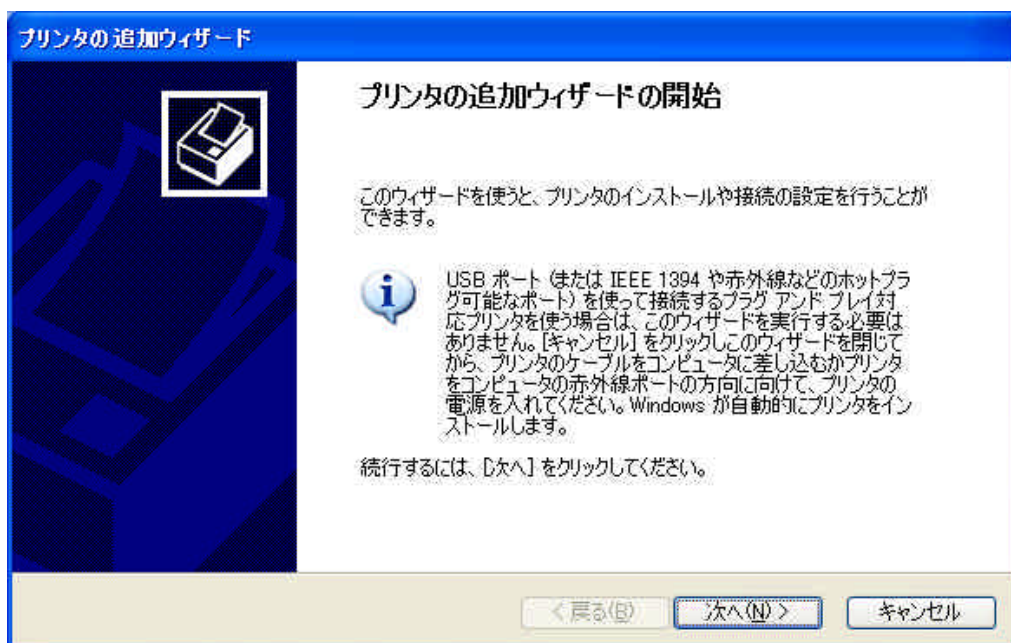 プリンタの追加ウィザード
プリンタの追加ウィザードの開始
このウィザードを使うと、プリンタのインストールや接続の設定を行うことが
できます。
USB ポート (または IEEE 1394 や赤外線などのホットプラ
グ可能なポート) を使って接続するプラグ アンド プレイ対
応プリンタを使う場合は、このウィザードを実行する必要は
ありません。[キャンセル] をクリックしこのウィザードを閉じて
から、プリンタのケーブルをコンピュータに差し込むかプリンタ
をコンピュータの赤外線ポートの方向に向けて、プリンタの
電源を入れてください。Windows が自動的にプリンタをイン
ストールします。
続行するには、[次へ] をクリックしてください。
< 戻る(B)
次へ(N) >
キャンセル